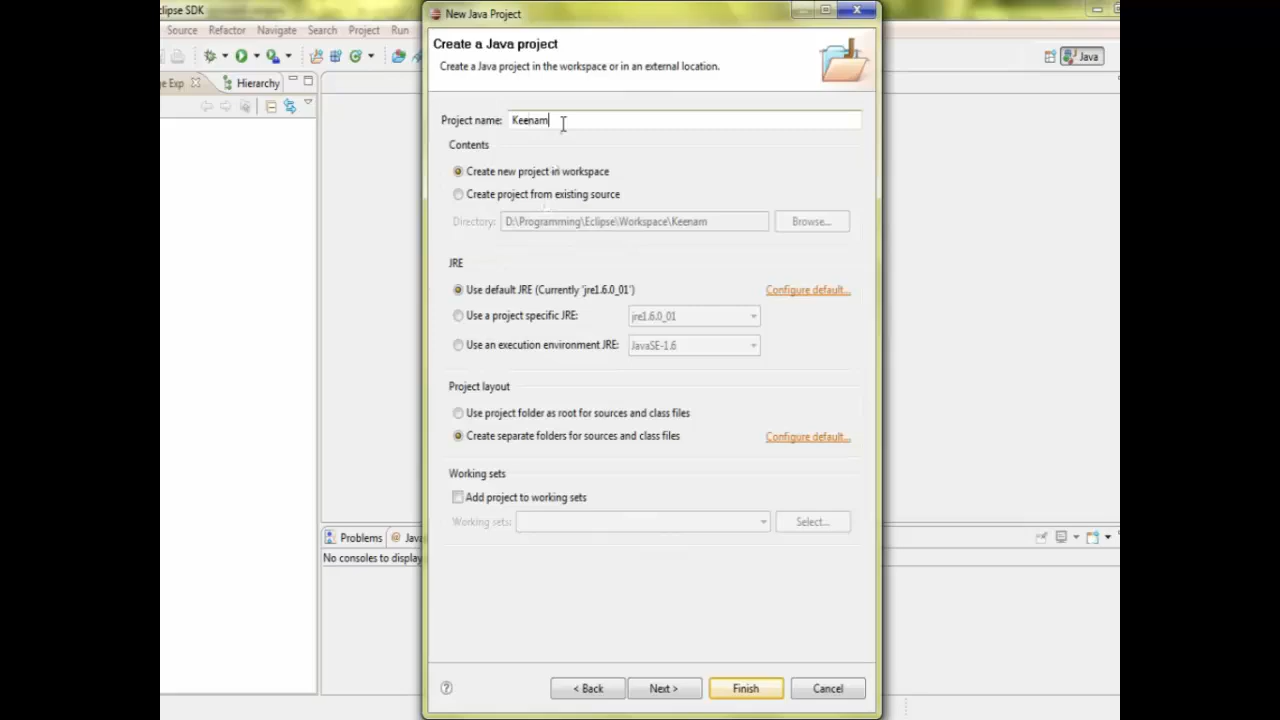 clipse SDK
New Java Project
Source Refactor Navigate Search Project Run
Create a Java project
Create a Java project in the workspace or in an external location.
Java
ge Exp Hierarchy
Project name: Keenam
Contents
Create new project in workspace
Create project from existing source
Directory: D:\Programming\Eclipse\Workspace\Keenam Browse...
JRE
Use default JRE (Currently 'jre1.6.0_01') Configure default...
Use a project specific JRE: jre1.6.0_01
Use an execution environment JRE: JavaSE-1.6
Project layout
Use project folder as root for sources and class files
Create separate folders for sources and class files Configure default...
Working sets
Add project to working sets
Working sets: Select...
Problems @ Jav
No consoles to display
? < Back Next > Finish Cancel